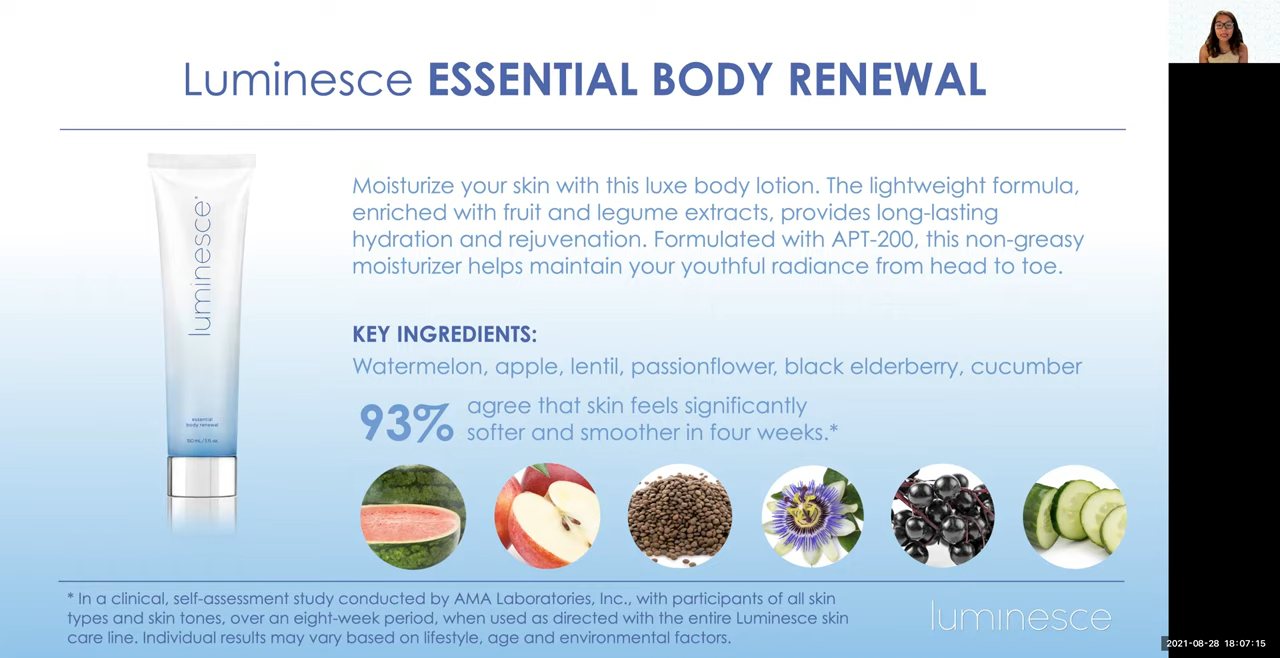 Luminesce ESSENTIAL BODY RENEWAL
luminesce
essential
body renewal
150 mL / 5 fl oz
Moisturize your skin with this luxe body lotion. The lightweight formula,
enriched with fruit and legume extracts, provides long-lasting
hydration and rejuvenation. Formulated with APT-200, this non-greasy
moisturizer helps maintain your youthful radiance from head to toe.
KEY INGREDIENTS:
Watermelon, apple, lentil, passionflower, black elderberry, cucumber
93% agree that skin feels significantly
softer and smoother in four weeks.*
* In a clinical, self-assessment study conducted by AMA Laboratories, Inc., with participants of all skin
types and skin tones, over an eight-week period, when used as directed with the entire Luminesce skin
care line. Individual results may vary based on lifestyle, age and environmental factors.
luminesce
2021-08-28 18:07:15